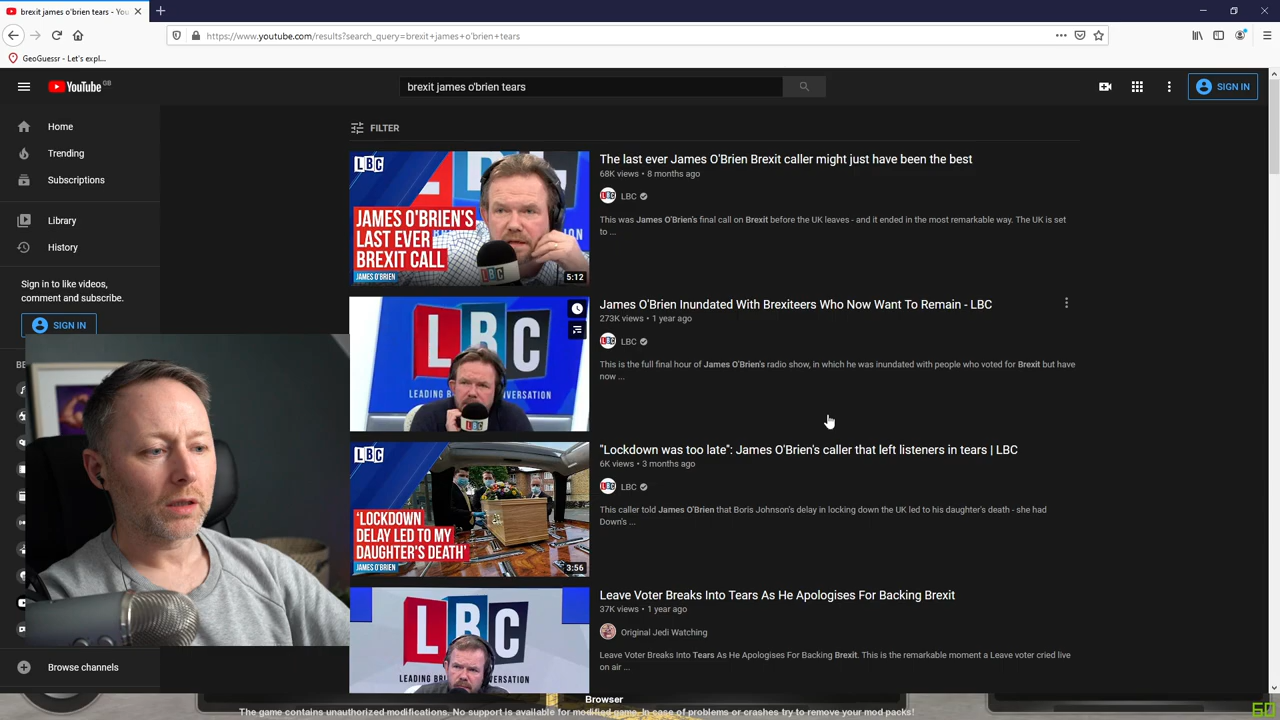 brexit james o'brien tears - You
https://www.youtube.com/results?search_query=brexit+james+o'brien+tears
GeoGuessr - Let's expl...
YouTube GB
brexit james o'brien tears
SIGN IN
Home
Trending
Subscriptions
Library
History
Sign in to like videos,
comment and subscribe.
SIGN IN
BE
Browse channels
FILTER
LBC
JAMES O'BRIEN'S
LAST EVER
BREXIT CALL
JAMES O'BRIEN
LBC
5:12
The last ever James O'Brien Brexit caller might just have been the best
68K views • 8 months ago
LBC
This was James O'Brien's final call on Brexit before the UK leaves - and it ended in the most remarkable way. The UK is set
to ...
LBC
LEADING BR
ONVERSATION
LBC
James O'Brien Inundated With Brexiteers Who Now Want To Remain - LBC
273K views • 1 year ago
LBC
This is the full final hour of James O'Brien's radio show, in which he was inundated with people who voted for Brexit but have
now ...
LBC
'LOCKDOWN
DELAY LED TO MY
DAUGHTER'S DEATH'
JAMES O'BRIEN
3:56
"Lockdown was too late": James O'Brien's caller that left listeners in tears | LBC
6K views • 3 months ago
LBC
This caller told James O'Brien that Boris Johnson's delay in locking down the UK led to his daughter's death - she had
Down's ...
LBC
LEADING
ERSATION
Leave Voter Breaks Into Tears As He Apologises For Backing Brexit
37K views • 1 year ago
Original Jedi Watching
Leave Voter Breaks Into Tears As He Apologises For Backing Brexit. This is the remarkable moment a Leave voter cried live
on air ...
Browser
The game contains unauthorized modifications. No support is available for modified game. In case of problems or crashes try to remove your mod packs!
60